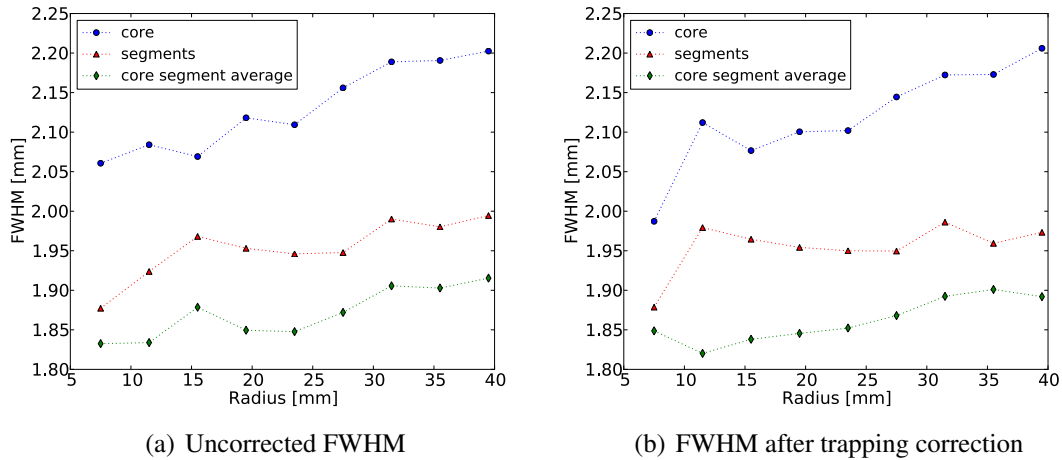 2.25
core
segments
core segment average
2.20
2.15
2.10
2.05
2.00
1.95
1.90
1.85
1.80
FWHM [mm]
5 10 15 20 25 30 35 40
Radius [mm]
(a) Uncorrected FWHM
2.25
core
segments
core segment average
2.20
2.15
2.10
2.05
2.00
1.95
1.90
1.85
1.80
FWHM [mm]
5 10 15 20 25 30 35 40
Radius [mm]
(b) FWHM after trapping correction